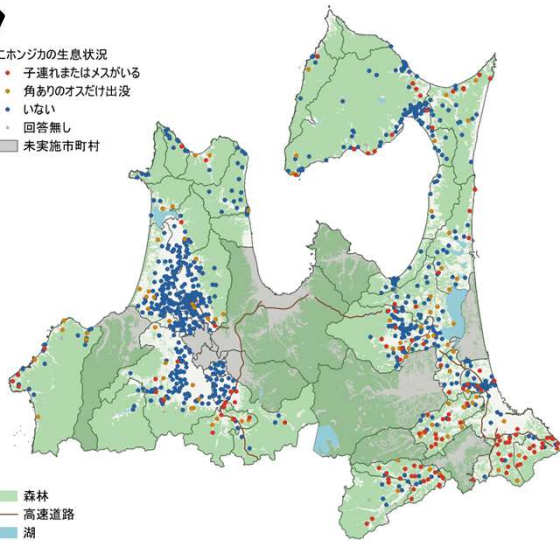 ニホンジカの生息状況
子連れまたはメスがいる
角ありのオスだけ出没
いない
回答無し
未実施市町村
森林
高速道路
湖